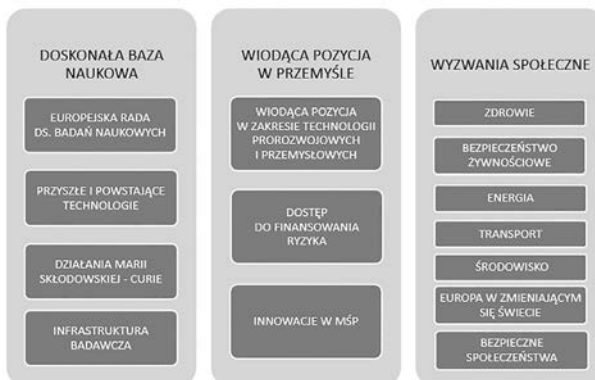 DOSKONAŁA BAZA
NAUKOWA
EUROPEJSKA RADA
DS. BADAŃ NAUKOWYCH
PRZYSZŁE I POWSTAJĄCE
TECHNOLOGIE
DZIAŁANIA MARII
SKŁODOWSKIEJ - CURIE
INFRASTRUKTURA
BADAWCZA
WIODĄCA POZYCJA
W PRZEMYŚLE
WIODĄCA POZYCJA
W ZAKRESIE TECHNOLOGII
PROROZWOJOWYCH
I PRZEMYSŁOWYCH
DOSTĘP
DO FINANSOWANIA
RYZYKA
INNOWACJE W MŚP
WYZWANIA SPOŁECZNE
ZDROWIE
BEZPIECZEŃSTWO
ŻYWNOŚCIOWE
ENERGIA
TRANSPORT
ŚRODOWISKO
EUROPA W ZMIENIAJĄCYM
SIĘ ŚWIECIE
BEZPIECZNE
SPOŁECZEŃSTWA